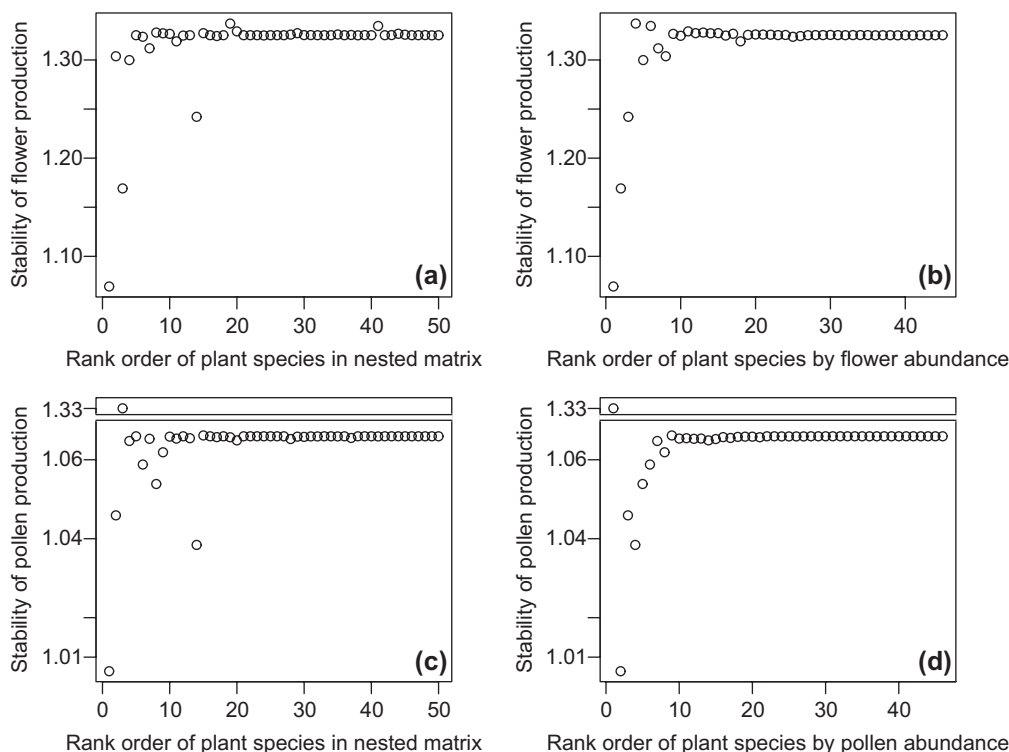 Stability of flower production
1.30
1.20
1.10
(a)
0 10 20 30 40 50
Rank order of plant species in nested matrix
Stability of flower production
1.30
1.20
1.10
(b)
0 10 20 30 40
Rank order of plant species by flower abundance
Stability of pollen production
1.33
1.06
1.04
1.01
(c)
0 10 20 30 40 50
Rank order of plant species in nested matrix
Stability of pollen production
1.33
1.06
1.04
1.01
(d)
0 10 20 30 40
Rank order of plant species by pollen abundance